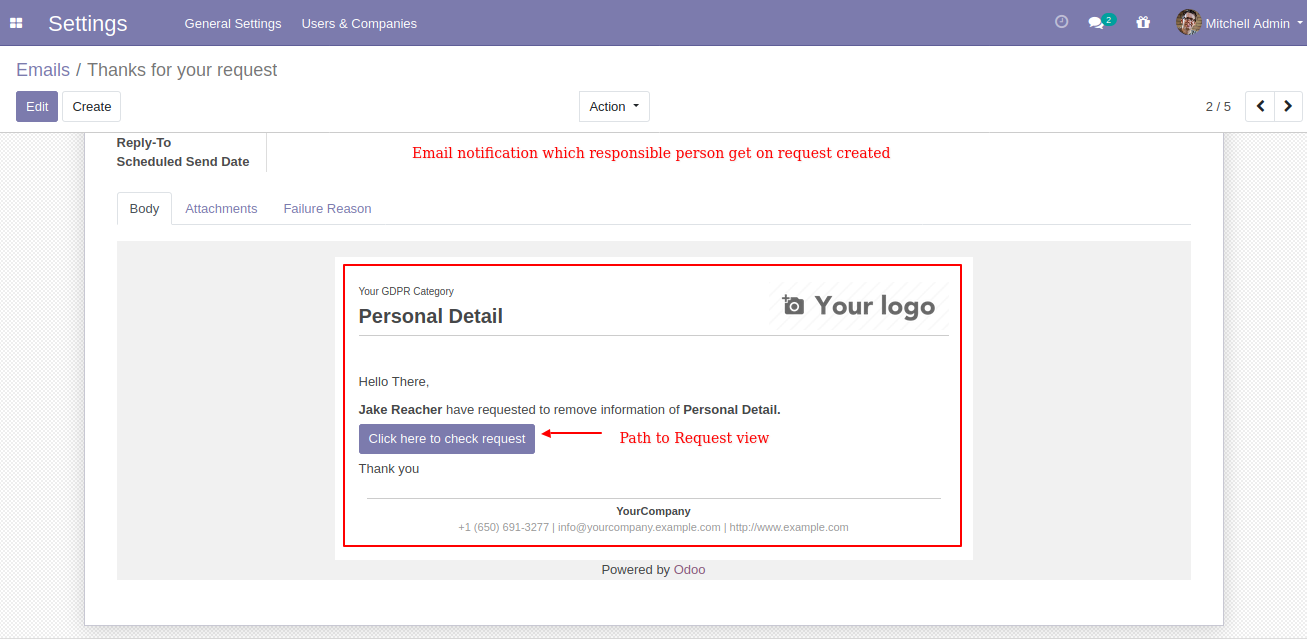 Settings General Settings Users & Companies 2 Mitchell Admin
Emails / Thanks for your request
Edit Create Action 2 / 5
Reply-To
Scheduled Send Date
Email notification which responsible person get on request created
Body Attachments Failure Reason
Your GDPR Category
Personal Detail
Your logo
Hello There,
Jake Reacher have requested to remove information of Personal Detail.
Click here to check request
Path to Request view
Thank you
YourCompany
+1 (650) 691-3277 | info@yourcompany.example.com | http://www.example.com
Powered by Odoo